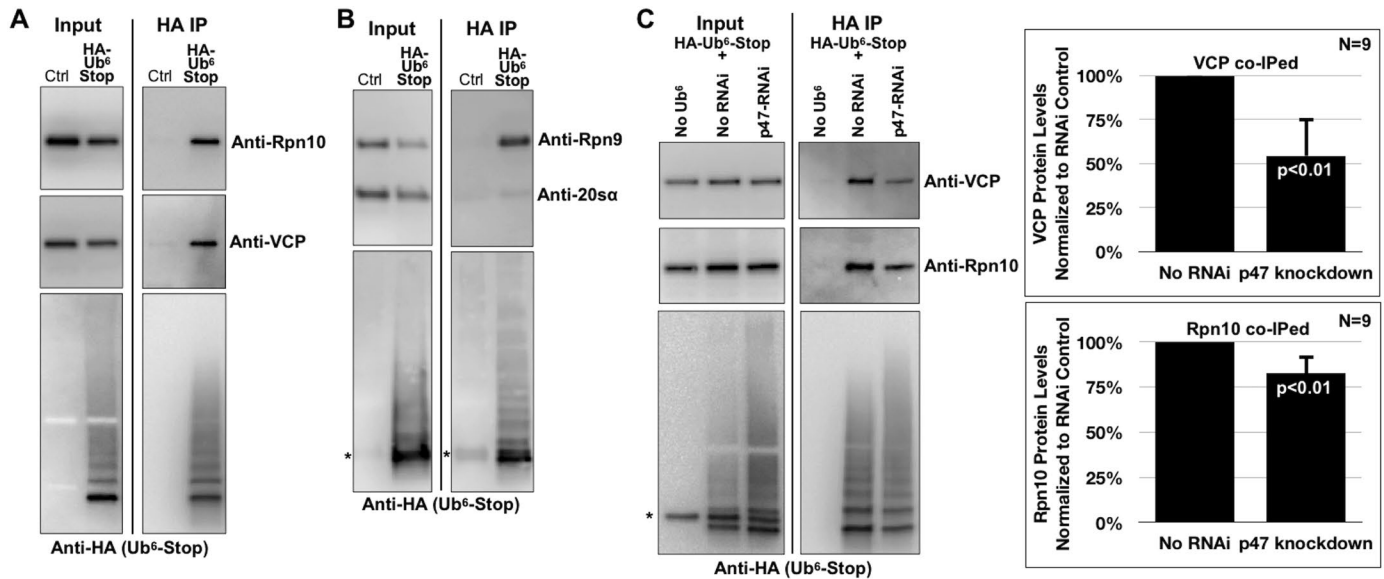 A
Input
HA IP
Ctrl
HA-
Ub⁶
Stop
Ctrl
HA-
Ub⁶
Stop
Anti-Rpn10
Anti-VCP
Anti-HA (Ub⁶-Stop)
B
Input
HA IP
Ctrl
HA-
Ub⁶
Stop
Ctrl
HA-
Ub⁶
Stop
Anti-Rpn9
Anti-20sα
*
*
Anti-HA (Ub⁶-Stop)
C
Input
HA IP
HA-Ub⁶-Stop
+
HA-Ub⁶-Stop
+
No Ub⁶
No RNAi
p47-RNAi
No Ub⁶
No RNAi
p47-RNAi
Anti-VCP
Anti-Rpn10
*
Anti-HA (Ub⁶-Stop)
N=9
VCP co-IPed
VCP Protein Levels
Normalized to RNAi Control
100%
75%
50%
25%
0%
p<0.01
No RNAi p47 knockdown
N=9
Rpn10 co-IPed
Rpn10 Protein Levels
Normalized to RNAi Control
100%
75%
50%
25%
0%
p<0.01
No RNAi p47 knockdown